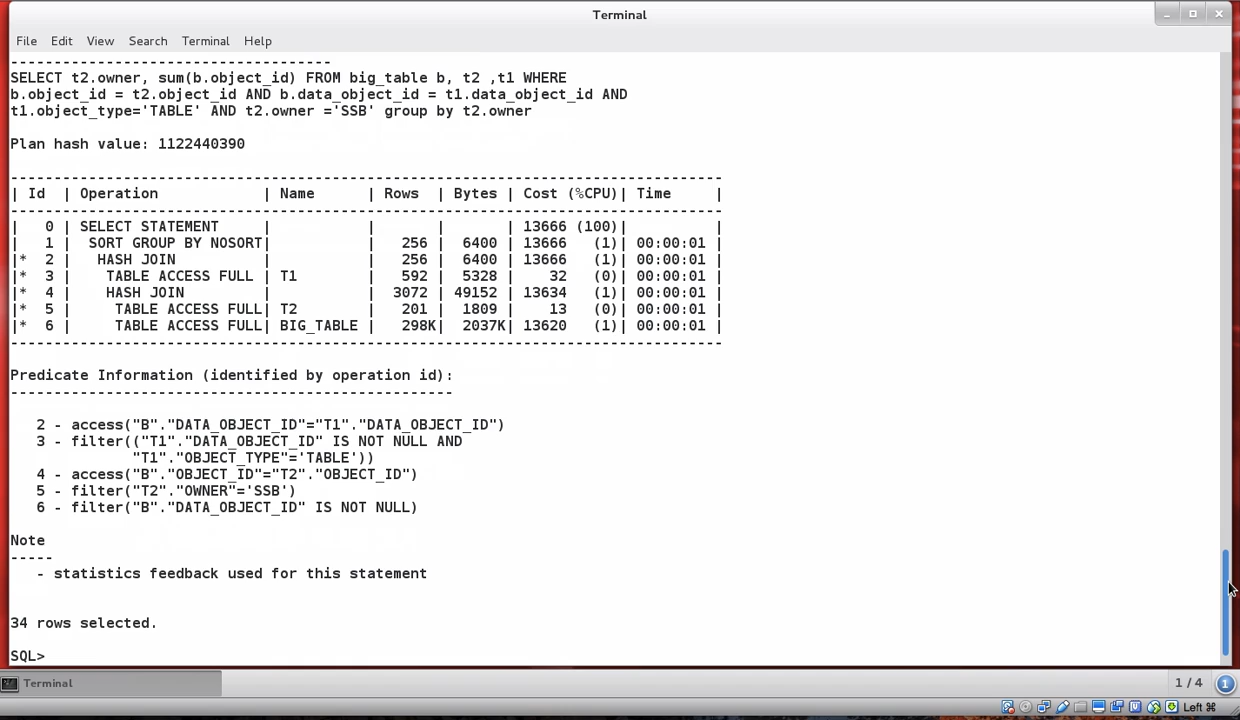 Terminal
File Edit View Search Terminal Help
------------------------------------
SELECT t2.owner, sum(b.object_id) FROM big_table b, t2 ,t1 WHERE
b.object_id = t2.object_id AND b.data_object_id = t1.data_object_id AND
t1.object_type='TABLE' AND t2.owner ='SSB' group by t2.owner
Plan hash value: 1122440390
----------------------------------------------------------------------------------
| Id  | Operation            | Name      | Rows  | Bytes | Cost (%CPU)| Time     |
----------------------------------------------------------------------------------
|   0 | SELECT STATEMENT     |           |       |       | 13666 (100)|          |
|   1 |  SORT GROUP BY NOSORT|           |   256 |  6400 | 13666   (1)| 00:00:01 |
|*  2 |   HASH JOIN          |           |   256 |  6400 | 13666   (1)| 00:00:01 |
|*  3 |    TABLE ACCESS FULL | T1        |   592 |  5328 |    32   (0)| 00:00:01 |
|*  4 |    HASH JOIN         |           |  3072 | 49152 | 13634   (1)| 00:00:01 |
|*  5 |     TABLE ACCESS FULL| T2        |   201 |  1809 |    13   (0)| 00:00:01 |
|*  6 |     TABLE ACCESS FULL| BIG_TABLE |   298K|  2037K| 13620   (1)| 00:00:01 |
----------------------------------------------------------------------------------
Predicate Information (identified by operation id):
---------------------------------------------------
2 - access("B"."DATA_OBJECT_ID"="T1"."DATA_OBJECT_ID")
3 - filter(("T1"."DATA_OBJECT_ID" IS NOT NULL AND
"T1"."OBJECT_TYPE"='TABLE'))
4 - access("B"."OBJECT_ID"="T2"."OBJECT_ID")
5 - filter("T2"."OWNER"='SSB')
6 - filter("B"."DATA_OBJECT_ID" IS NOT NULL)
Note
-----
- statistics feedback used for this statement
34 rows selected.
SQL>
Terminal
1 / 4
1
Left ⌘